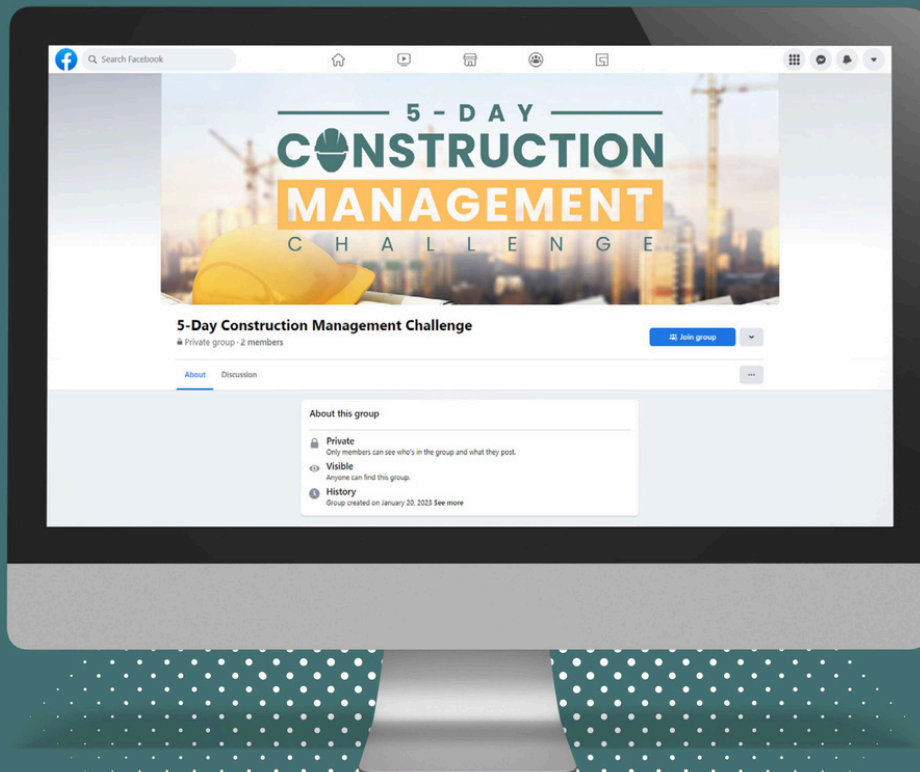 Search Facebook
5-DAY
CONSTRUCTION
MANAGEMENT
CHALLENGE
5-Day Construction Management Challenge
Private group · 2 members
Join group
About
Discussion
About this group
Private
Only members can see who's in the group and what they post.
Visible
Anyone can find this group.
History
Group created on January 20, 2023 See more